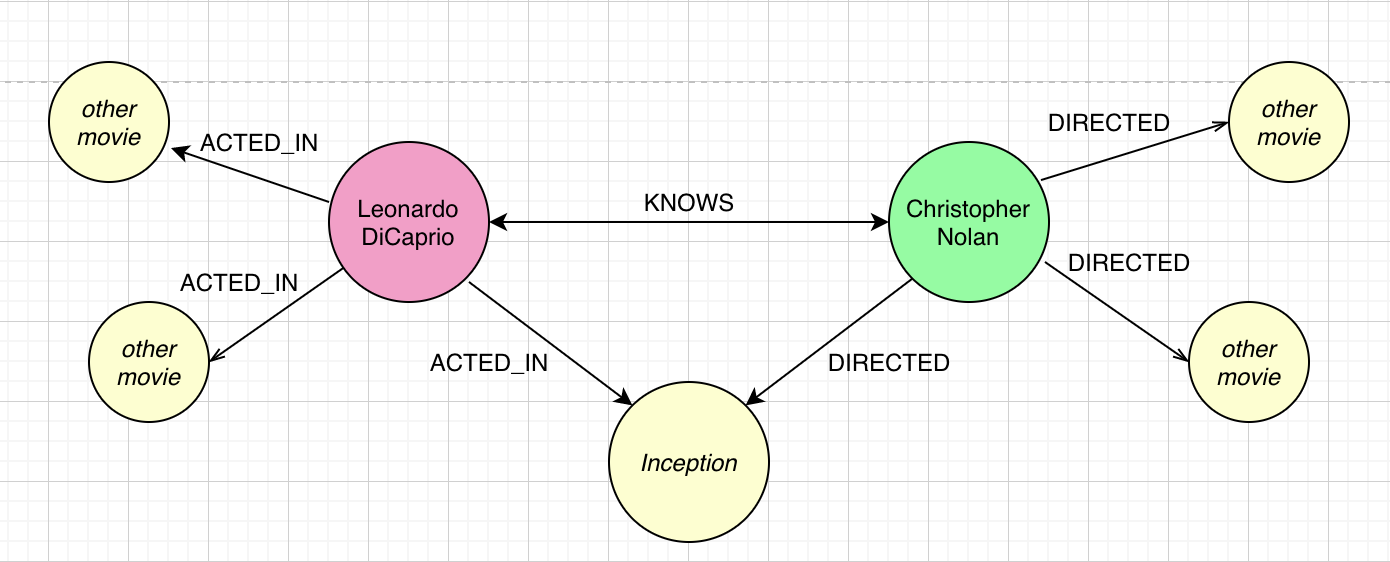 other
movie
ACTED_IN
Leonardo
DiCaprio
KNOWS
Christopher
Nolan
DIRECTED
other
movie
ACTED_IN
other
movie
ACTED_IN
Inception
DIRECTED
DIRECTED
other
movie